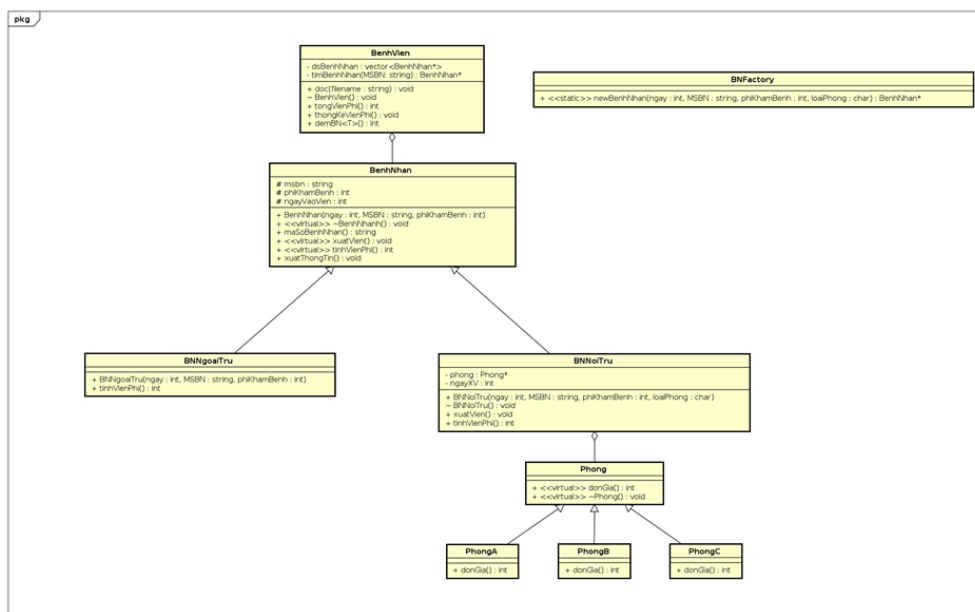 pkg
BenhVien
- dsBenhNhan : vector<BenhNhan*>
- timBenhNhan(MSBN: string) : BenhNhan*
+ doc(filename : string) : void
~ BenhVien() : void
+ tongVienPhi() : int
+ thongKeVienPhi() : void
+ demBN<T>() : int
BNFactory
+ <<static>> newBenhNhan(ngay : int, MSBN : string, phiKhamBenh : int, loaiPhong : char) : BenhNhan*
BenhNhan
# msbn : string
# phiKhamBenh : int
# ngayVaoVien : int
+ BenhNhan(ngay : int, MSBN : string, phiKhamBenh : int)
+ <<virtual>> ~BenhNhanh() : void
+ maSoBenhNhan() : string
+ <<virtual>> xuatVien() : void
+ <<virtual>> tinhVienPhi() : int
+ xuatThongTin() : void
BNNgoaiTru
+ BNNgoaiTru(ngay : int, MSBN : string, phiKhamBenh : int)
+ tinhVienPhi() : int
BNNoiTru
- phong : Phong*
- ngayXV : int
+ BNNoiTru(ngay : int, MSBN : string, phiKhamBenh : int, loaiPhong : char)
~ BNNoiTru() : void
+ xuatVien() : void
+ tinhVienPhi() : int
Phong
+ <<virtual>> donGia() : int
+ <<virtual>> ~Phong() : void
PhongA
+ donGia() : int
PhongB
+ donGia() : int
PhongC
+ donGia() : int